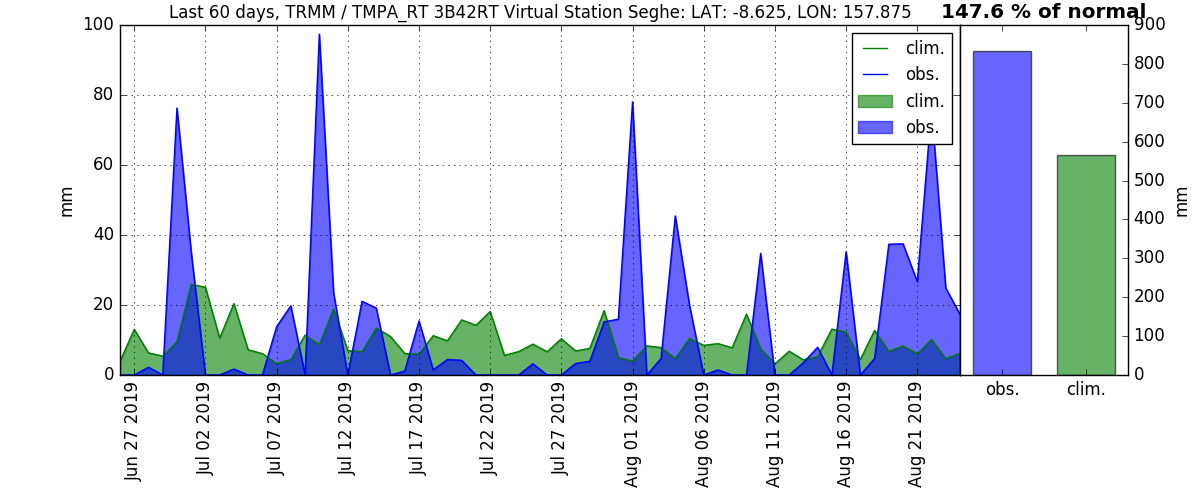 Last 60 days, TRMM / TMPA_RT 3B42RT Virtual Station Seghe: LAT: -8.625, LON: 157.875
147.6 % of normal
100
80
60
40
20
0
mm
clim.
obs.
clim.
obs.
900
800
700
600
500
400
300
200
100
0
mm
Jun 27 2019
Jul 02 2019
Jul 07 2019
Jul 12 2019
Jul 17 2019
Jul 22 2019
Jul 27 2019
Aug 01 2019
Aug 06 2019
Aug 11 2019
Aug 16 2019
Aug 21 2019
obs.
clim.